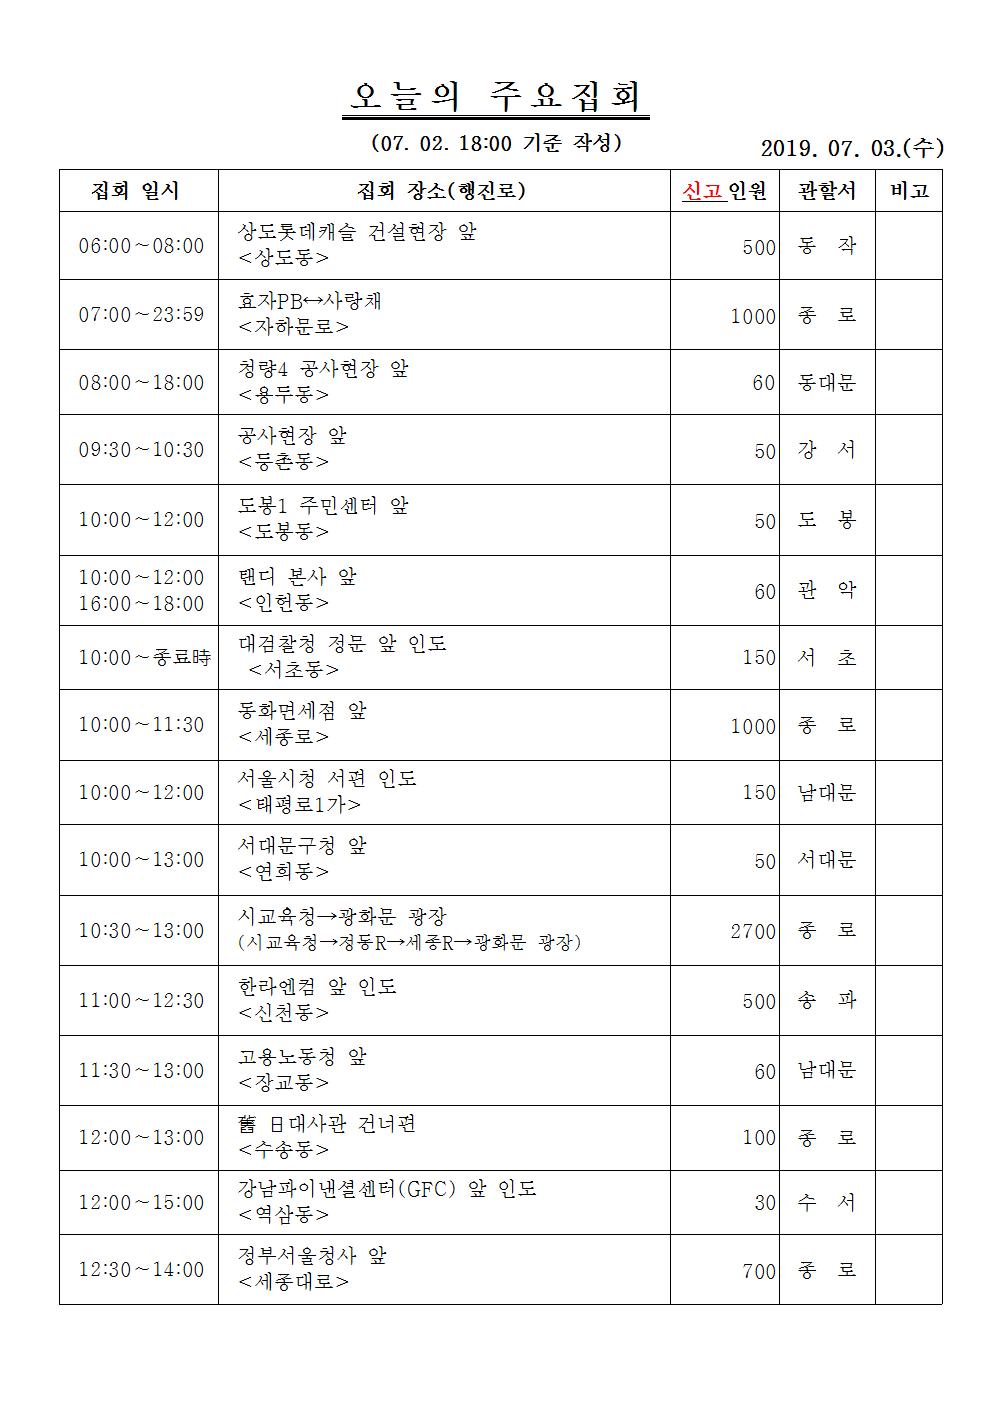 오늘의 주요집회
(07. 02. 18:00 기준 작성)
2019. 07. 03.(수)
집회 일시 집회 장소(행진로) 신고인원 관할서 비고
06:00~08:00 상도롯데캐슬 건설현장 앞 500 동 작
<상도동>
07:00~23:59 효자PB↔사랑채 1000 종 로
<자하문로>
08:00~18:00 청량4 공사현장 앞 60 동대문
<용두동>
09:30~10:30 공사현장 앞 50 강 서
<등촌동>
10:00~12:00 도봉1 주민센터 앞 50 도 봉
<도봉동>
10:00~12:00 탠디 본사 앞 60 관 악
16:00~18:00 <인헌동>
10:00~종료時 대검찰청 정문 앞 인도 150 서 초
<서초동>
10:00~11:30 동화면세점 앞 1000 종 로
<세종로>
10:00~12:00 서울시청 서편 인도 150 남대문
<태평로1가>
10:00~13:00 서대문구청 앞 50 서대문
<연희동>
10:30~13:00 시교육청→광화문 광장 2700 종 로
(시교육청→정동R→세종R→광화문 광장)
11:00~12:30 한라엔컴 앞 인도 500 송 파
<신천동>
11:30~13:00 고용노동청 앞 60 남대문
<장교동>
12:00~13:00 舊 日대사관 건너편 100 종 로
<수송동>
12:00~15:00 강남파이낸셜센터(GFC) 앞 인도 30 수 서
<역삼동>
12:30~14:00 정부서울청사 앞 700 종 로
<세종대로>